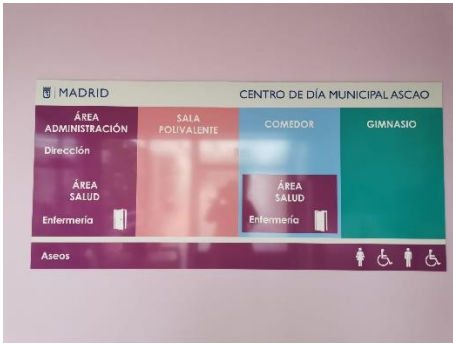 MADRID
CENTRO DE DÍA MUNICIPAL ASCAO
ÁREA
ADMINISTRACIÓN
Dirección
ÁREA
SALUD
Enfermería
SALA
POLIVALENTE
COMEDOR
ÁREA
SALUD
Enfermería
GIMNASIO
Aseos